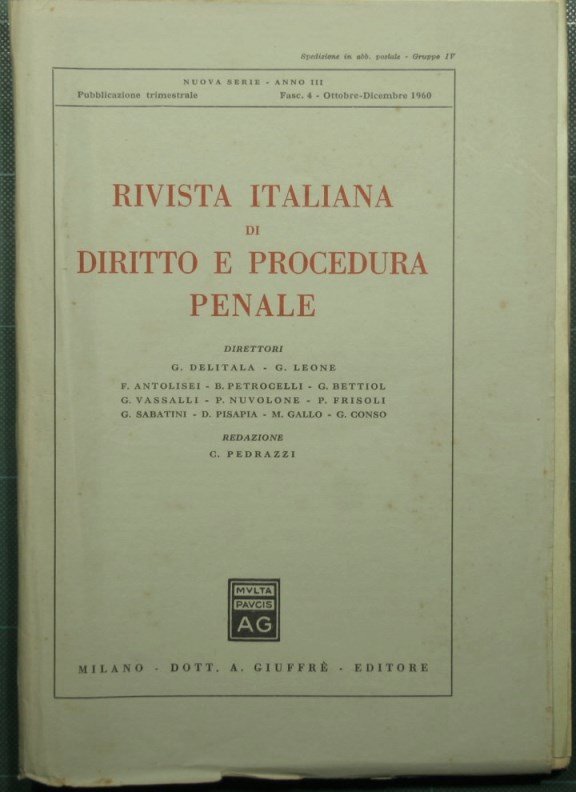 Spedizione in abb. postale - Gruppo IV
NUOVA SERIE - ANNO III
Pubblicazione trimestrale Fasc. 4 - Ottobre-Dicembre 1960
RIVISTA ITALIANA
DI
DIRITTO E PROCEDURA
PENALE
DIRETTORI
G. DELITALA - G. LEONE
F. ANTOLISEI - B. PETROCELLI - G. BETTIOL
G. VASSALLI - P. NUVOLONE - P. FRISOLI
G. SABATINI - D. PISAPIA - M. GALLO - G. CONSO
REDAZIONE
C. PEDRAZZI
MVLTA
PAVCIS
AG
MILANO - DOTT. A. GIUFFRÈ - EDITORE